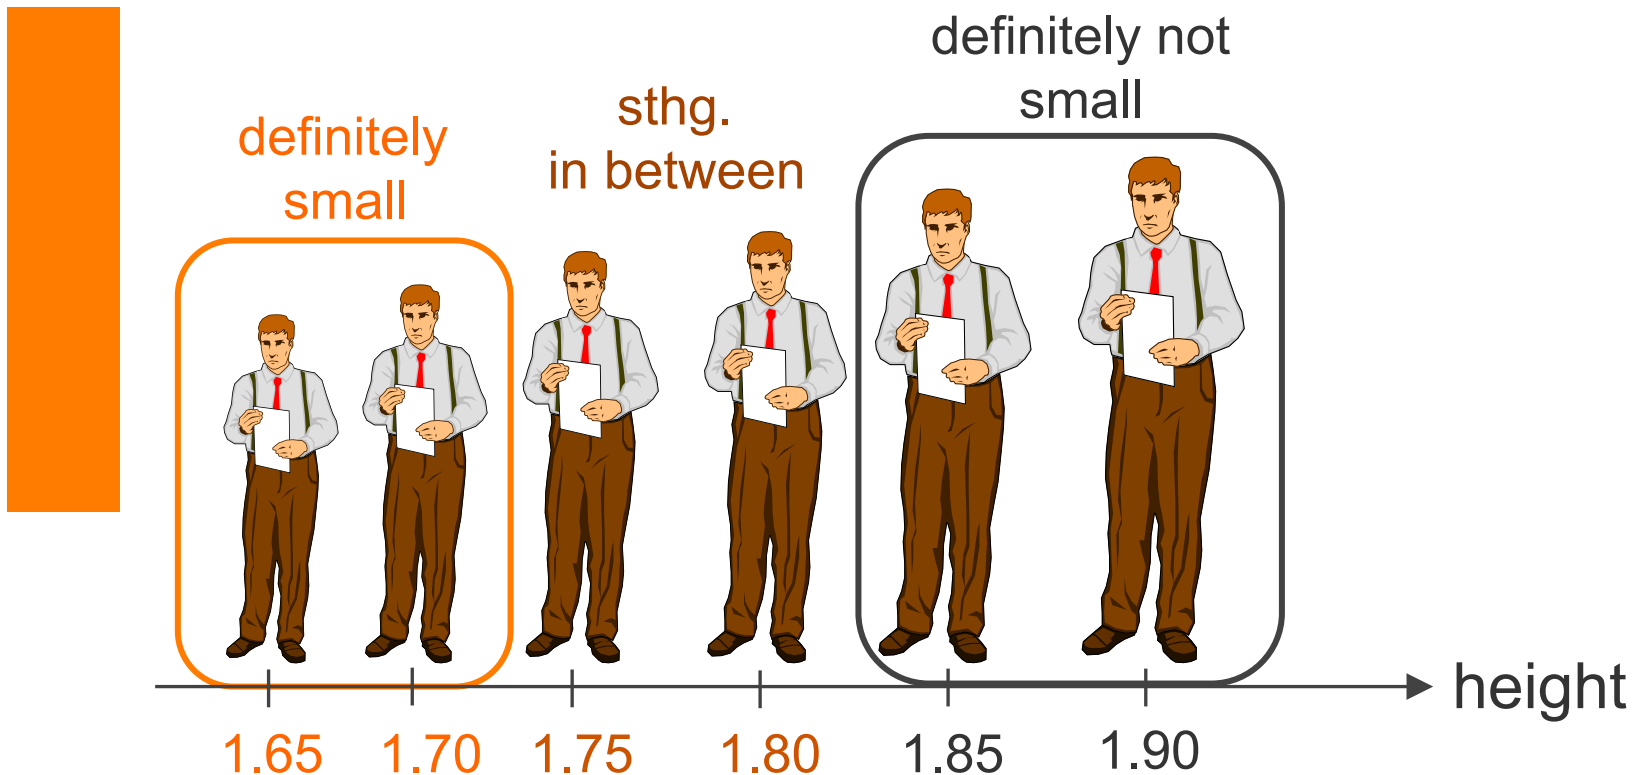 definitely not
small
sthg.
in between
definitely
small
height
1.65 1.70 1.75 1.80 1.85 1.90